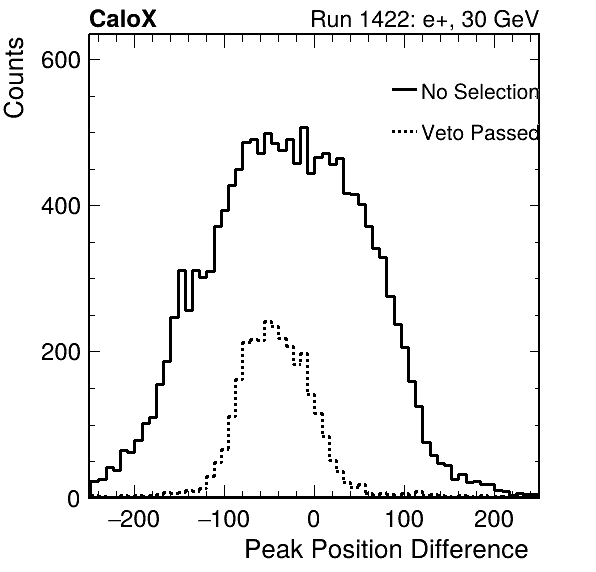 CaloX Run 1422: e+, 30 GeV
Counts
600
400
200
0
No Selection
Veto Passed
−200 −100 0 100 200
Peak Position Difference